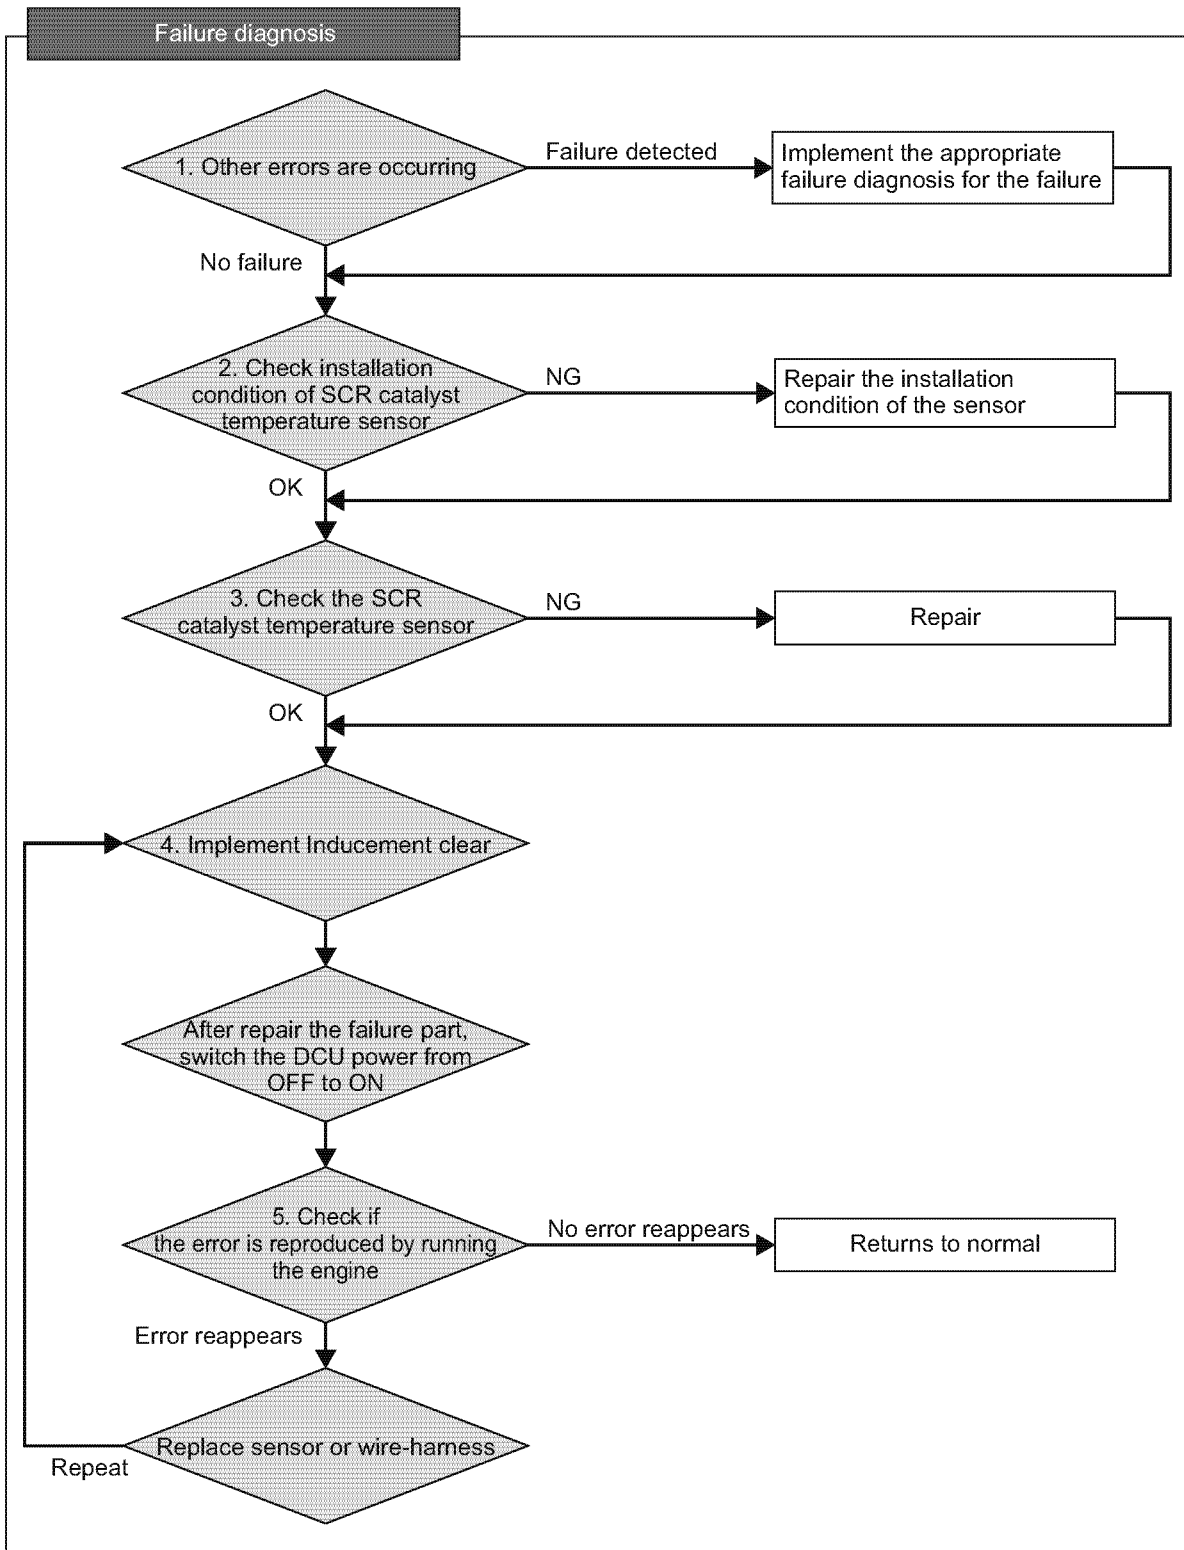 Failure diagnosis
1. Other errors are occurring
Failure detected
Implement the appropriate
failure diagnosis for the failure
No failure
2. Check installation
condition of SCR catalyst
temperature sensor
NG
Repair the installation
condition of the sensor
OK
3. Check the SCR
catalyst temperature sensor
NG
Repair
OK
4. Implement Inducement clear
After repair the failure part,
switch the DCU power from
OFF to ON
5. Check if
the error is reproduced by running
the engine
No error reappears
Returns to normal
Error reappears
Replace sensor or wire-harness
Repeat